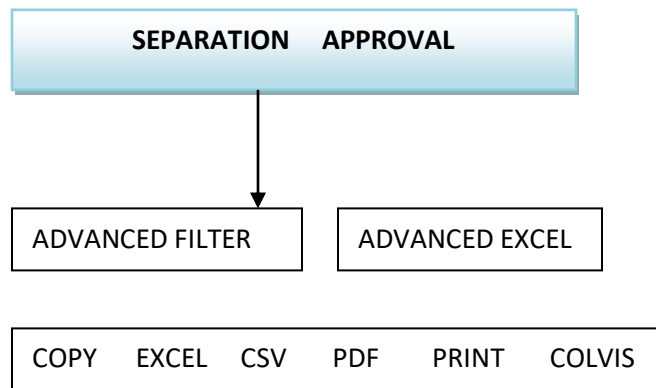 SEPARATION APPROVAL
ADVANCED FILTER ADVANCED EXCEL
COPY EXCEL CSV PDF PRINT COLVIS